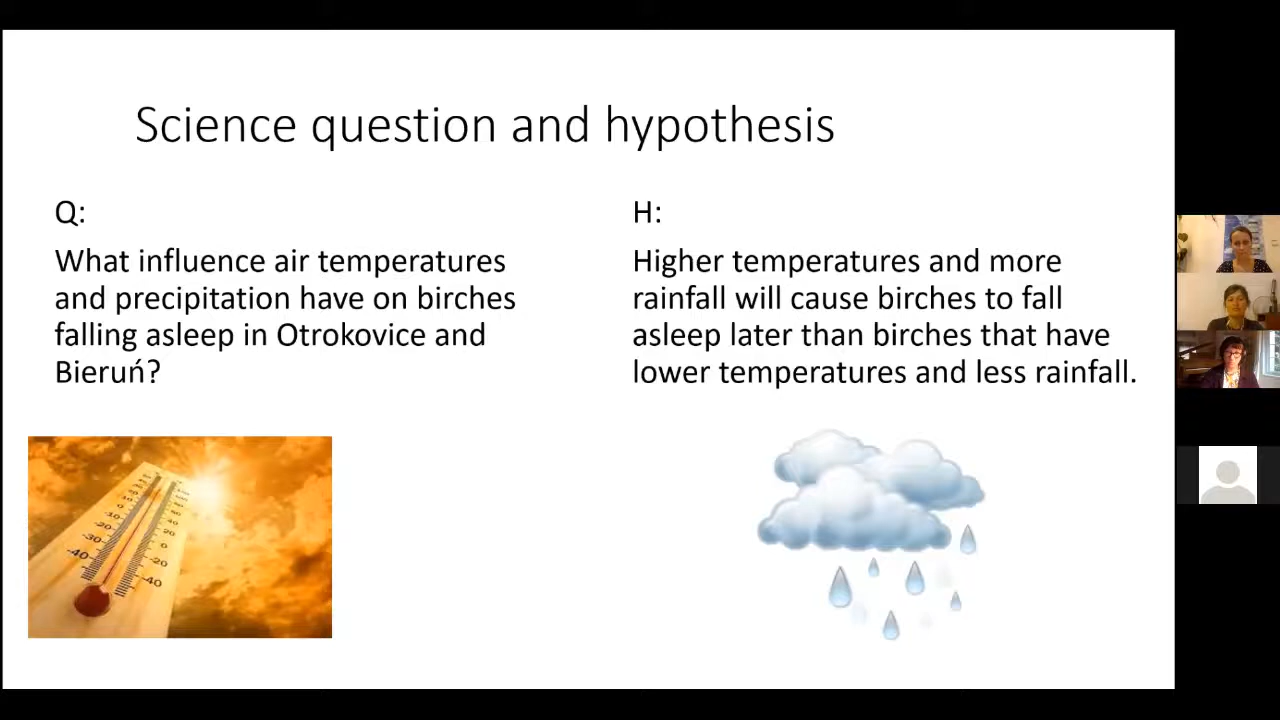 Science question and hypothesis
Q:
What influence air temperatures
and precipitation have on birches
falling asleep in Otrokovice and
Bieruń?
H:
Higher temperatures and more
rainfall will cause birches to fall
asleep later than birches that have
lower temperatures and less rainfall.